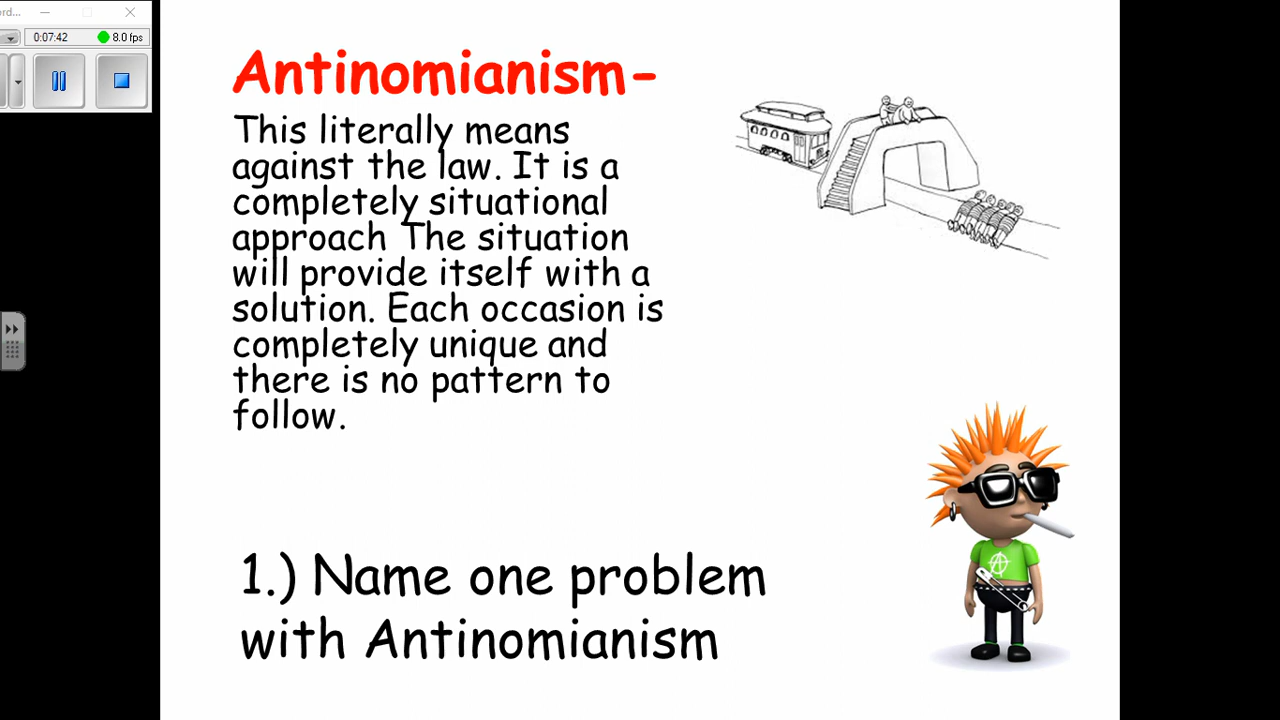 ord...
0:07:42
8.0 fps
Antinomianism-
This literally means
against the law. It is a
completely situational
approach The situation
will provide itself with a
solution. Each occasion is
completely unique and
there is no pattern to
follow.
1.) Name one problem
with Antinomianism